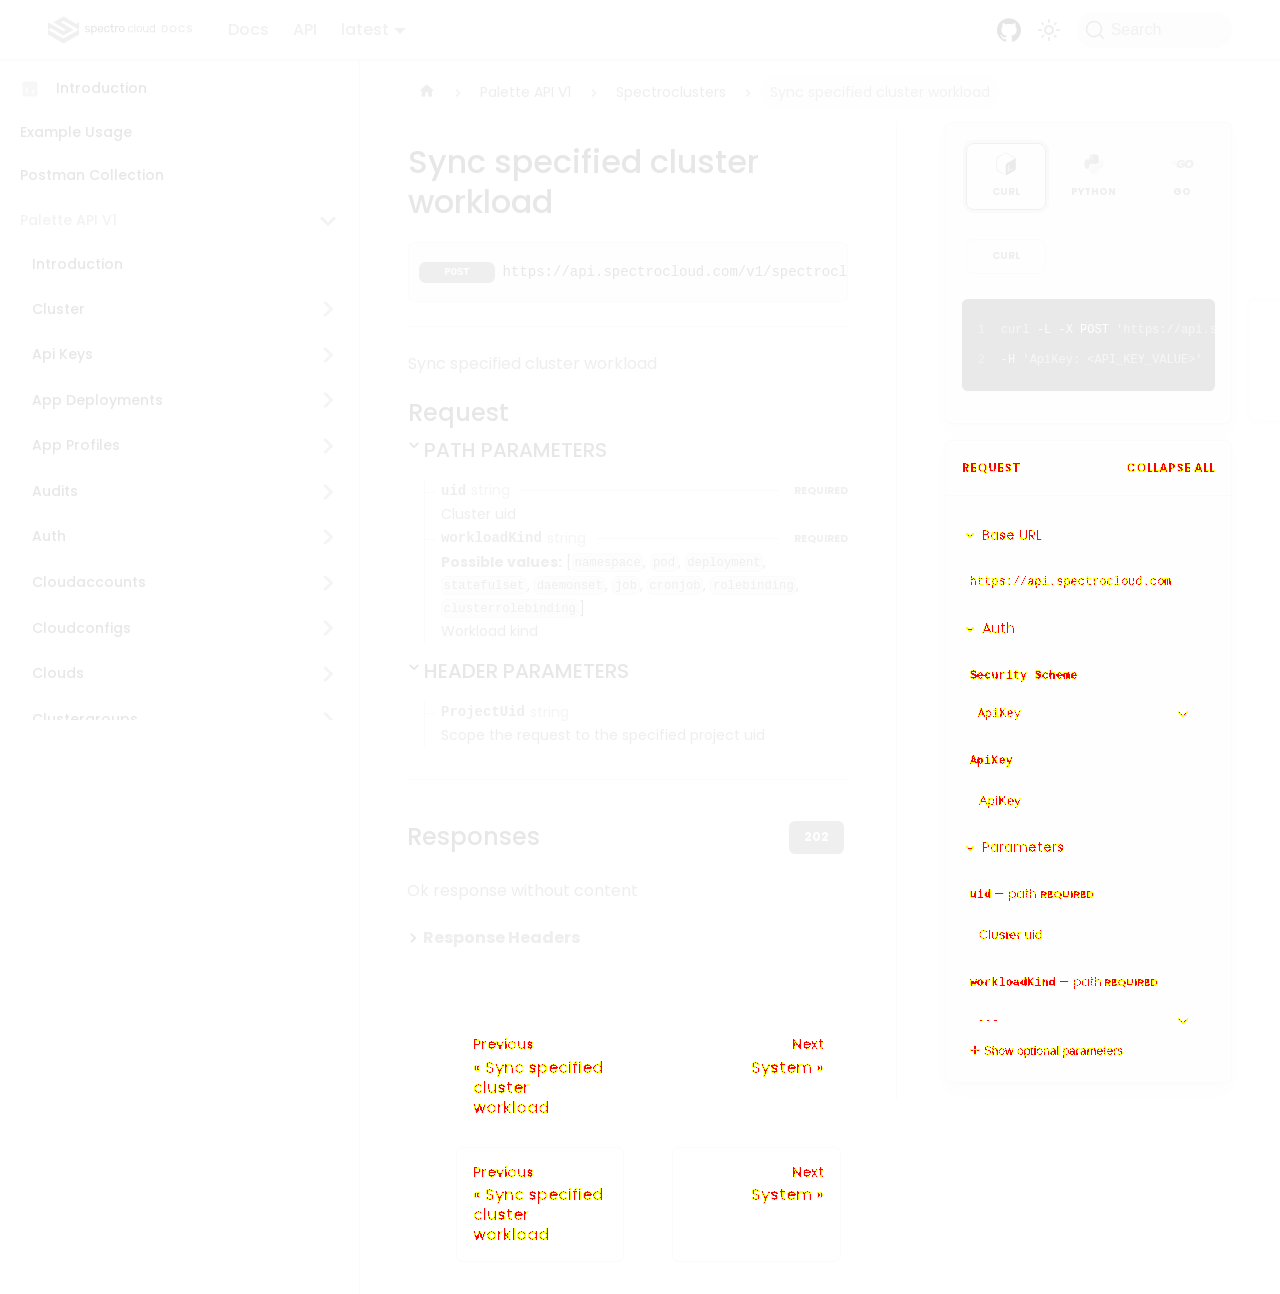 spectro cloud DOCS
Docs API latest
Search
Introduction
Example Usage
Postman Collection
Palette API V1
Introduction
Cluster
Api Keys
App Deployments
App Profiles
Audits
Auth
Cloudaccounts
Cloudconfigs
Clouds
Clustergroups
Palette API V1
Spectroclusters
Sync specified cluster workload
Sync specified cluster
workload
POST https://api.spectrocloud.com/v1/spectrocl
Sync specified cluster workload
Request
PATH PARAMETERS
uid string REQUIRED
Cluster uid
workloadKind string REQUIRED
Possible values: [ namespace, pod, deployment,
statefulset, daemonset, job, cronjob, rolebinding,
clusterrolebinding ]
Workload kind
HEADER PARAMETERS
ProjectUid string
Scope the request to the specified project uid
Responses
202
Ok response without content
Response Headers
Previous
« Sync specified
cluster
workload
Next
System »
Previous
« Sync specified
cluster
workload
Next
System »
CURL PYTHON GO
CURL
1 curl -L -X POST 'https://api.s
2 -H 'ApiKey: <API_KEY_VALUE>'
REQUEST COLLAPSE ALL
Base URL
https://api.spectrocloud.com
Auth
Security Scheme
ApiKey
ApiKey
ApiKey
Parameters
uid — path REQUIRED
Cluster uid
workloadKind — path REQUIRED
---
Show optional parameters